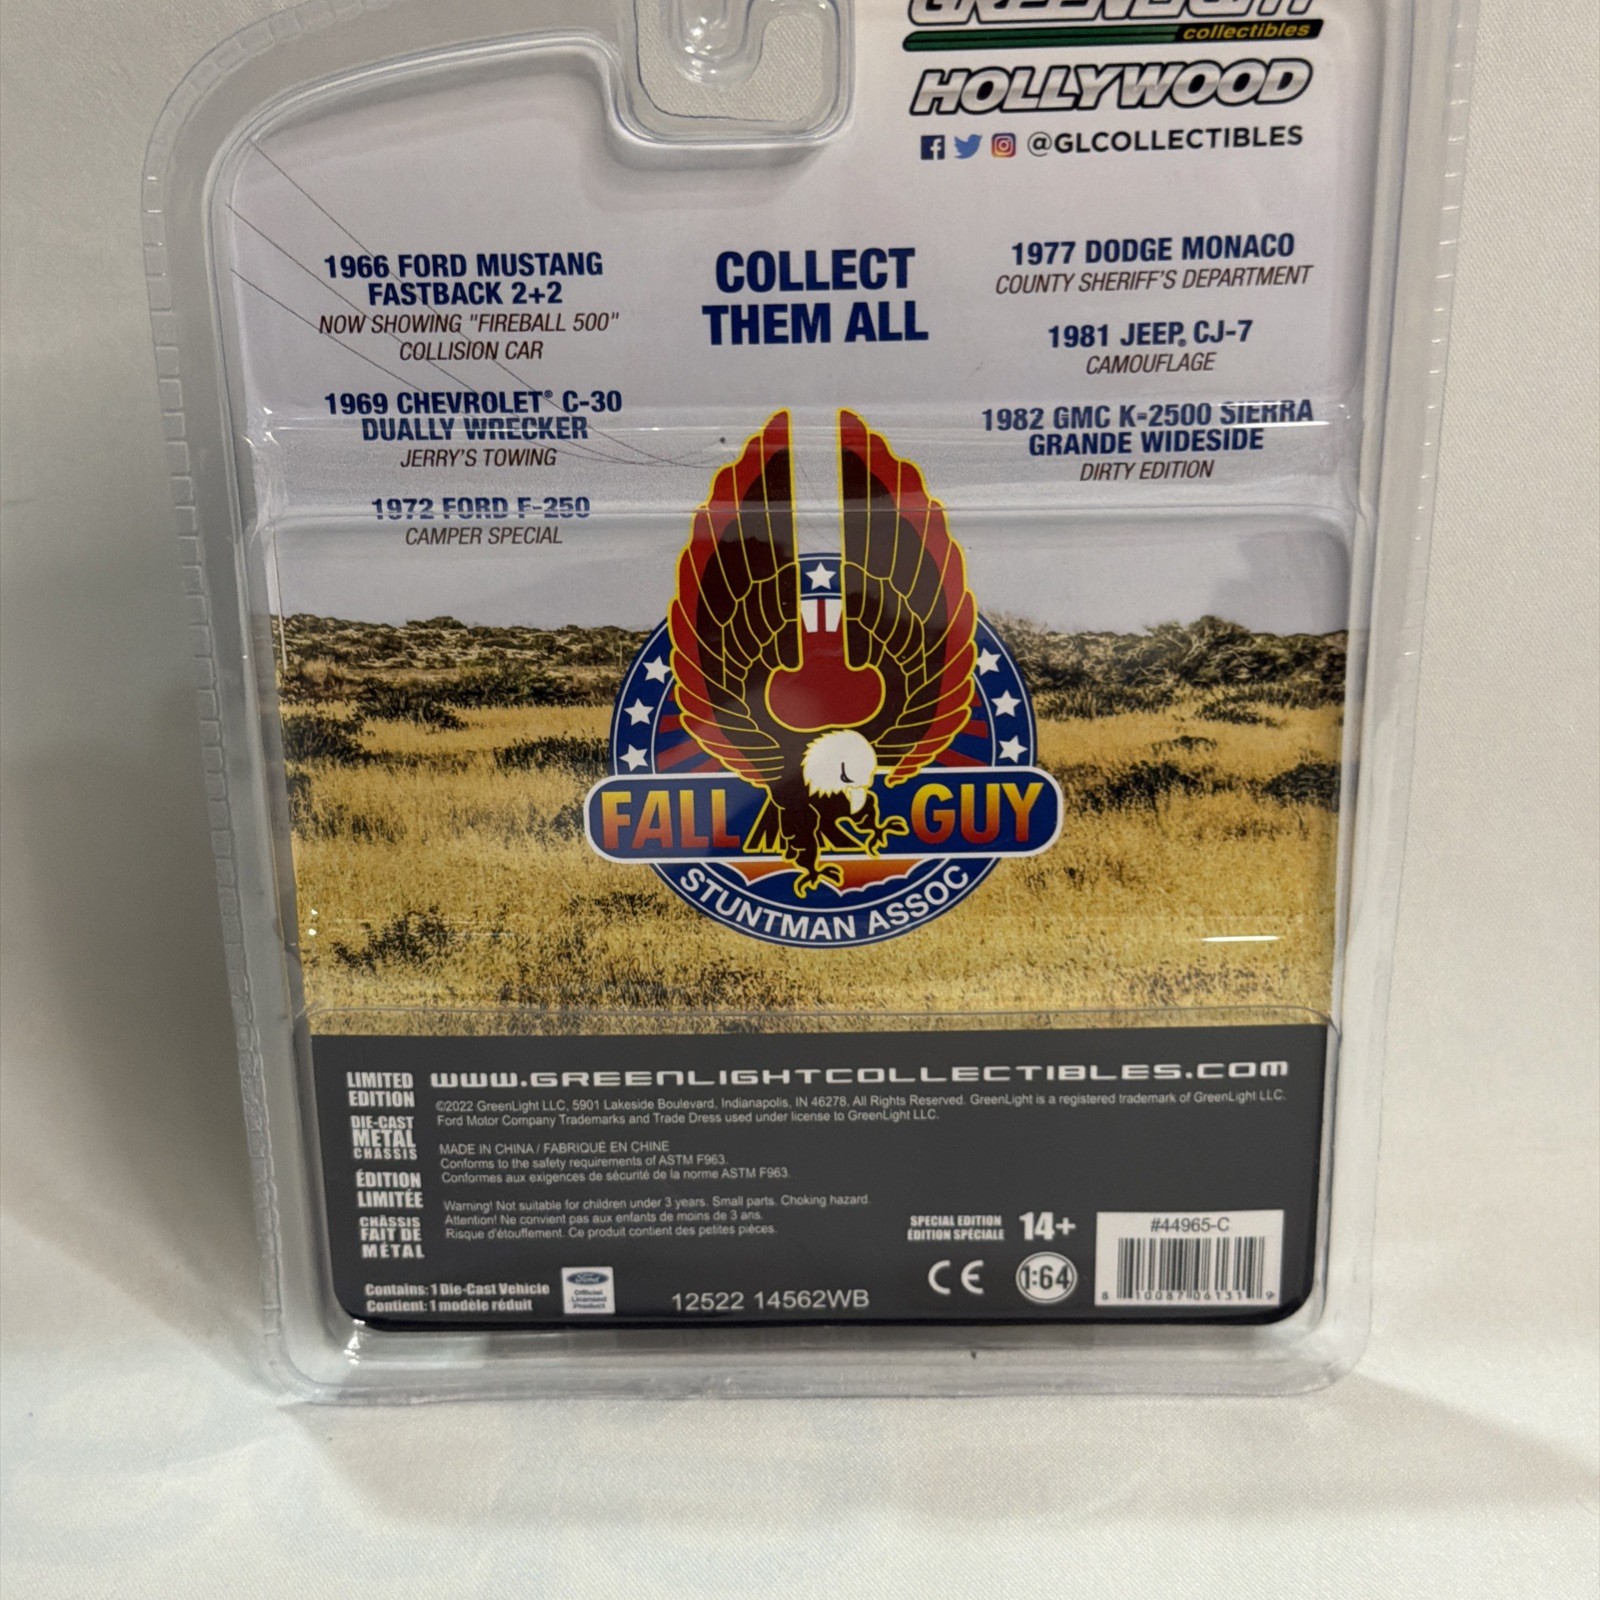 GREENLIGHT
collectibles
HOLLYWOOD
@GLCOLLECTIBLES
1966 FORD MUSTANG
FASTBACK 2+2
NOW SHOWING "FIREBALL 500"
COLLISION CAR
1969 CHEVROLET® C-30
DUALLY WRECKER
JERRY'S TOWING
1972 FORD F-250
CAMPER SPECIAL
COLLECT
THEM ALL
1977 DODGE MONACO
COUNTY SHERIFF'S DEPARTMENT
1981 JEEP® CJ-7
CAMOUFLAGE
1982 GMC K-2500 SIERRA
GRANDE WIDESIDE
DIRTY EDITION
FALL GUY
STUNTMAN ASSOC
LIMITED
EDITION
DIE-CAST
METAL
CHASSIS
ÉDITION
LIMITÉE
CHÂSSIS
FAIT DE
MÉTAL
www.GREENLIGHTCOLLECTIBLES.COM
©2022 GreenLight LLC, 5901 Lakeside Boulevard, Indianapolis, IN 46278. All Rights Reserved. GreenLight is a registered trademark of GreenLight LLC.
Ford Motor Company Trademarks and Trade Dress used under license to GreenLight LLC.
MADE IN CHINA / FABRIQUÉ EN CHINE
Conforms to the safety requirements of ASTM F963.
Conformes aux exigences de sécurité de la norme ASTM F963.
Warning! Not suitable for children under 3 years. Small parts. Choking hazard.
Attention! Ne convient pas aux enfants de moins de 3 ans.
Risque d'étouffement. Ce produit contient des petites pièces.
Contains: 1 Die-Cast Vehicle
Contient: 1 modèle réduit
Ford
Official
Licensed
Product
12522 14562WB
SPECIAL EDITION
ÉDITION SPÉCIALE
14+
CE
1:64
#44965-C
8 10087 06131 9